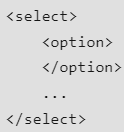 <select>
    <option>
    </option>
    ...
</select>